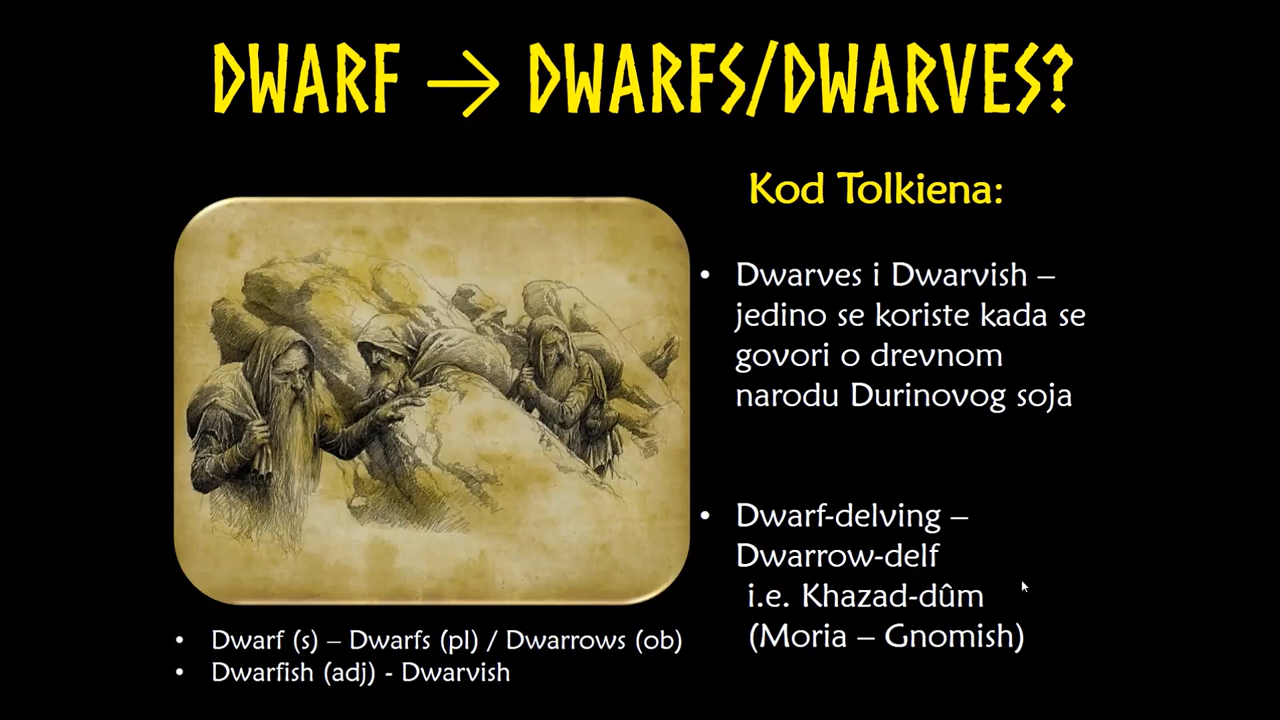 DWARF → DWARFS/DWARVES?
Kod Tolkiena:
• Dwarves i Dwarvish –
jedino se koriste kada se
govori o drevnom
narodu Durinovog soja
• Dwarf-delving –
Dwarrow-delf
i.e. Khazad-dûm
(Moria – Gnomish)
• Dwarf (s) – Dwarfs (pl) / Dwarrows (ob)
• Dwarfish (adj) - Dwarvish